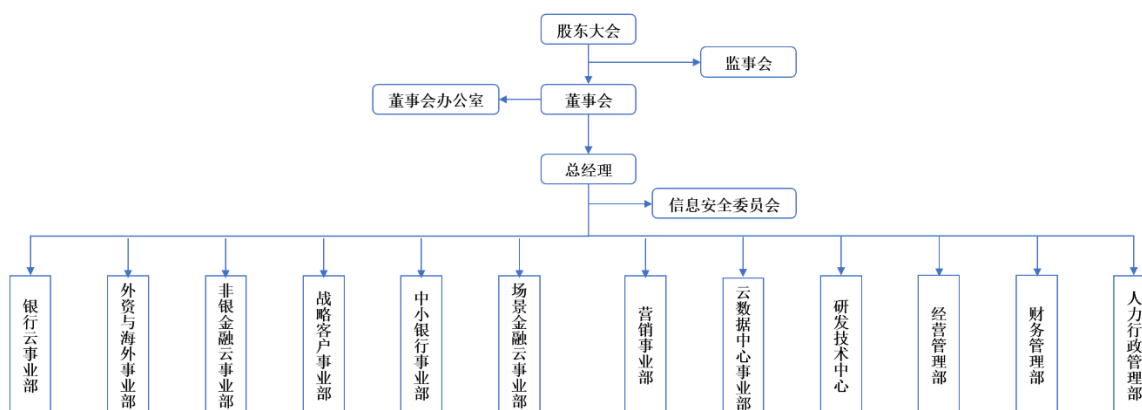 股东大会
监事会
董事会办公室
董事会
总经理
信息安全委员会
银行云事业部
外资与海外事业部
非银金融云事业部
战略客户事业部
中小银行事业部
场景金融云事业部
营销事业部
云数据中心事业部
研发技术中心
经营管理部
财务管理部
人力行政管理部